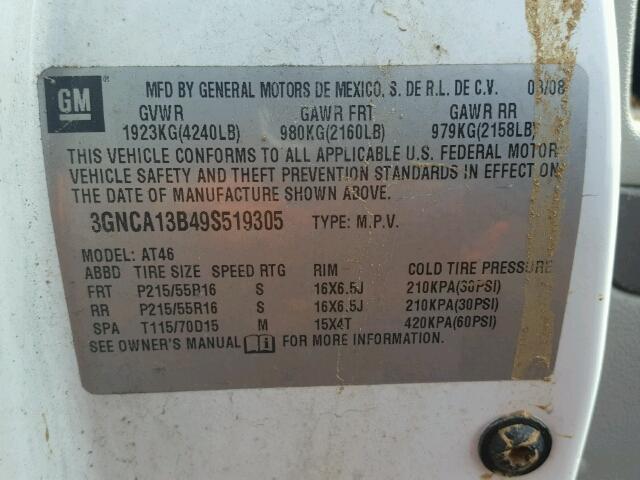 GM
MFD BY GENERAL MOTORS DE MEXICO, S. DE R.L. DE C.V. 08/08
GVWR GAWR FRT GAWR RR
1923KG(4240LB) 980KG(2160LB) 979KG(2158LB)
THIS VEHICLE CONFORMS TO ALL APPLICABLE U.S. FEDERAL MOTOR
VEHICLE SAFETY AND THEFT PREVENTION STANDARDS IN EFFECT ON
THE DATE OF MANUFACTURE SHOWN ABOVE.
3GNCA13B49S519305 TYPE: M.P.V.
MODEL: AT46
ABBD TIRE SIZE SPEED RTG RIM COLD TIRE PRESSURE
FRT P215/55R16 S 16X6.5J 210KPA(30PSI)
RR P215/55R16 S 16X6.5J 210KPA(30PSI)
SPA T115/70D15 M 15X4T 420KPA(60PSI)
SEE OWNER'S MANUAL FOR MORE INFORMATION.